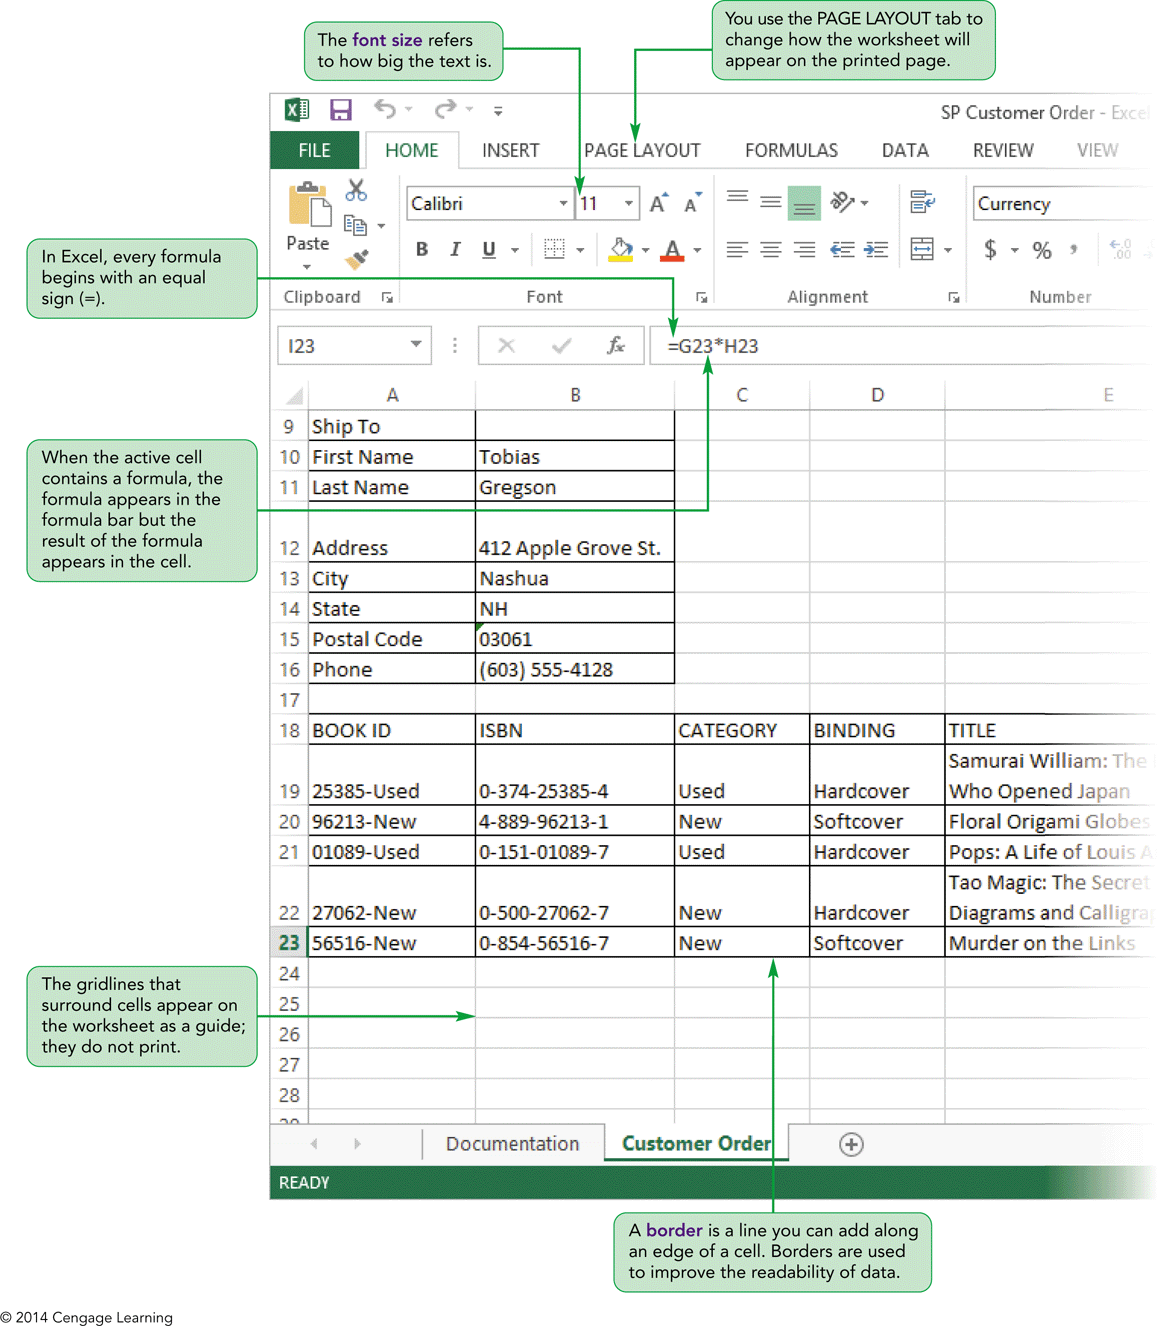 The font size refers
to how big the text is.
You use the PAGE LAYOUT tab to
change how the worksheet will
appear on the printed page.
SP Customer Order - Excel
FILE HOME INSERT PAGE LAYOUT FORMULAS DATA REVIEW VIEW
Calibri 11 A A Currency
Paste B I U A $ % ,
Clipboard Font Alignment Number
In Excel, every formula
begins with an equal
sign (=).
I23 fx =G23*H23
A B C D E
9 Ship To
10 First Name Tobias
11 Last Name Gregson
12 Address 412 Apple Grove St.
13 City Nashua
14 State NH
15 Postal Code 03061
16 Phone (603) 555-4128
17
18 BOOK ID ISBN CATEGORY BINDING TITLE
Samurai William: The
19 25385-Used 0-374-25385-4 Used Hardcover Who Opened Japan
20 96213-New 4-889-96213-1 New Softcover Floral Origami Globes
21 01089-Used 0-151-01089-7 Used Hardcover Pops: A Life of Louis A
Tao Magic: The Secret
22 27062-New 0-500-27062-7 New Hardcover Diagrams and Calligra
23 56516-New 0-854-56516-7 New Softcover Murder on the Links
24
25
26
27
28
When the active cell
contains a formula, the
formula appears in the
formula bar but the
result of the formula
appears in the cell.
The gridlines that
surround cells appear on
the worksheet as a guide;
they do not print.
Documentation Customer Order
READY
A border is a line you can add along
an edge of a cell. Borders are used
to improve the readability of data.
© 2014 Cengage Learning